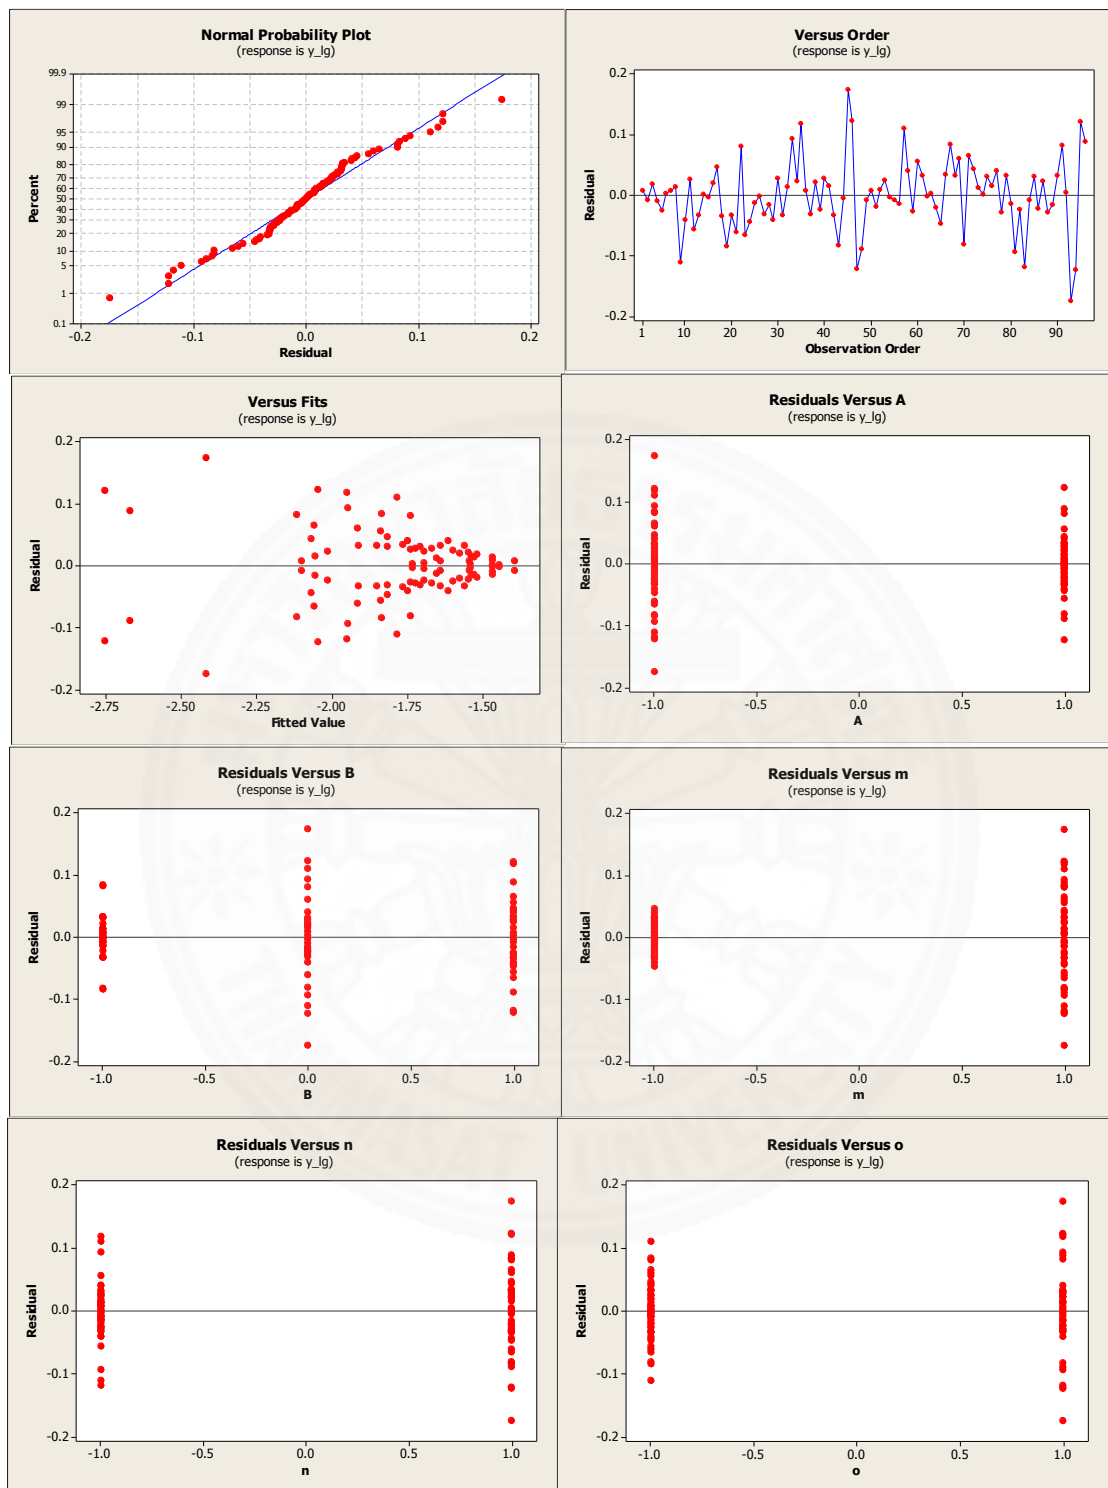 Normal Probability Plot
(response is y_lg)
99.9
99
95
90
80
70
60
50
40
30
20
10
5
1
0.1
Percent
-0.2
-0.1
0.0
0.1
0.2
Residual
Versus Order
(response is y_lg)
0.2
0.1
0.0
-0.1
-0.2
Residual
1
10
20
30
40
50
60
70
80
90
Observation Order
Versus Fits
(response is y_lg)
0.2
0.1
0.0
-0.1
-0.2
Residual
-2.75
-2.50
-2.25
-2.00
-1.75
-1.50
Fitted Value
Residuals Versus A
(response is y_lg)
0.2
0.1
0.0
-0.1
-0.2
Residual
-1.0
-0.5
0.0
0.5
1.0
A
Residuals Versus B
(response is y_lg)
0.2
0.1
0.0
-0.1
-0.2
Residual
-1.0
-0.5
0.0
0.5
1.0
B
Residuals Versus m
(response is y_lg)
0.2
0.1
0.0
-0.1
-0.2
Residual
-1.0
-0.5
0.0
0.5
1.0
m
Residuals Versus n
(response is y_lg)
0.2
0.1
0.0
-0.1
-0.2
Residual
-1.0
-0.5
0.0
0.5
1.0
n
Residuals Versus o
(response is y_lg)
0.2
0.1
0.0
-0.1
-0.2
Residual
-1.0
-0.5
0.0
0.5
1.0
o
THAMMASAT UNIVERSITY